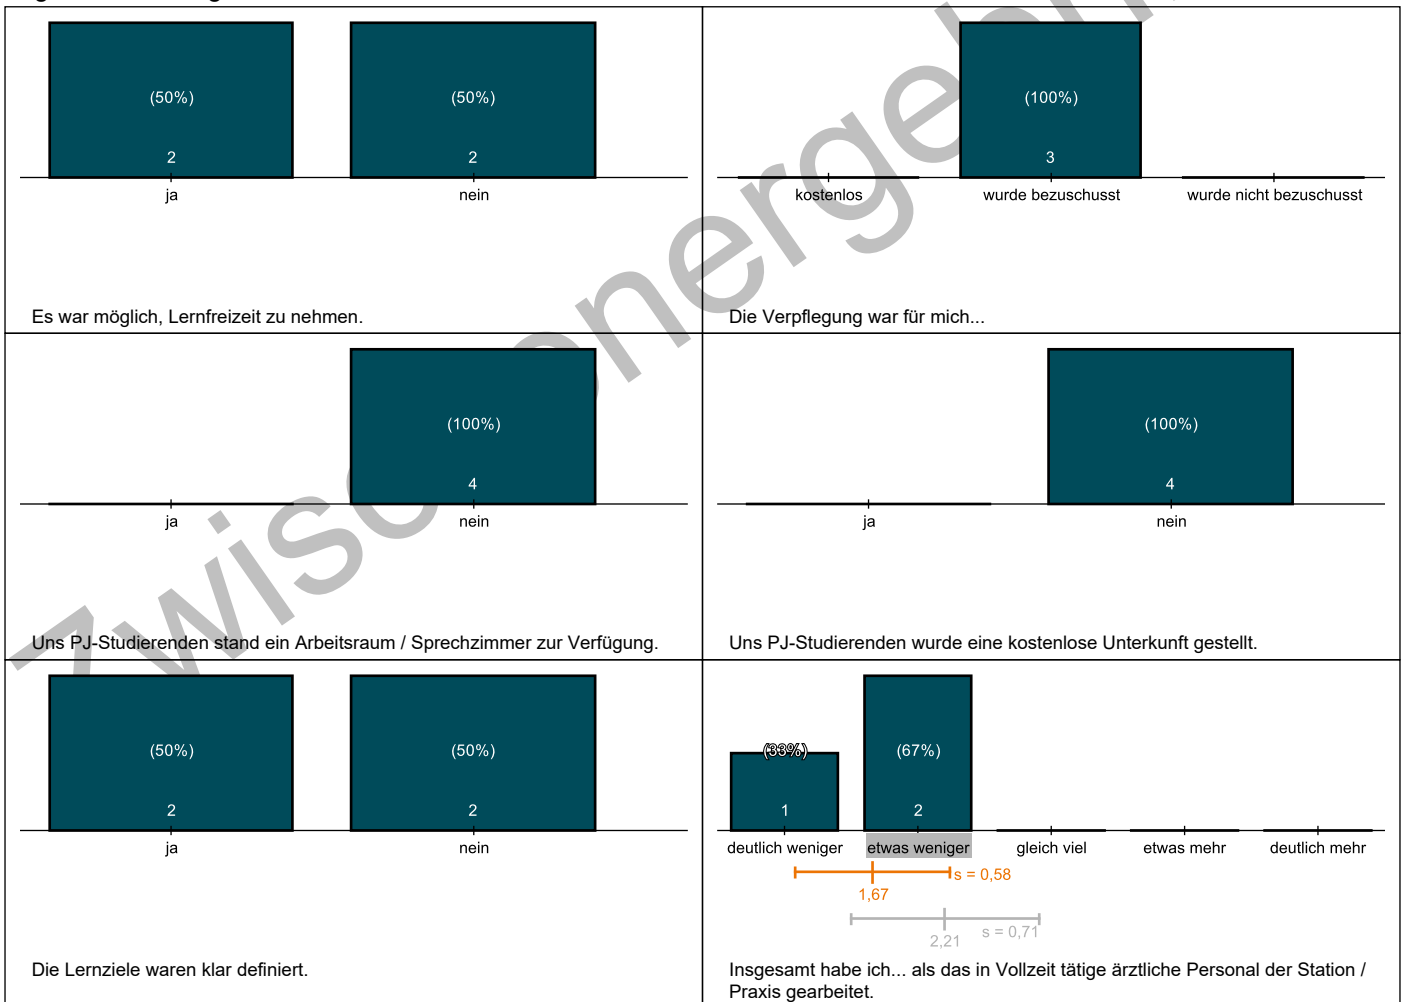 (50%)
(50%)
2
2
ja
nein
Es war möglich, Lernfreizeit zu nehmen.
(100%)
3
kostenlos
wurde bezuschusst
wurde nicht bezuschusst
Die Verpflegung war für mich...
(100%)
4
ja
nein
Uns PJ-Studierenden stand ein Arbeitsraum / Sprechzimmer zur Verfügung.
(100%)
4
ja
nein
Uns PJ-Studierenden wurde eine kostenlose Unterkunft gestellt.
(50%)
(50%)
2
2
ja
nein
Die Lernziele waren klar definiert.
(33%)
(67%)
1
2
deutlich weniger
etwas weniger
gleich viel
etwas mehr
deutlich mehr
s = 0,58
1,67
s = 0,71
2,21
Insgesamt habe ich... als das in Vollzeit tätige ärztliche Personal der Station /
Praxis gearbeitet.